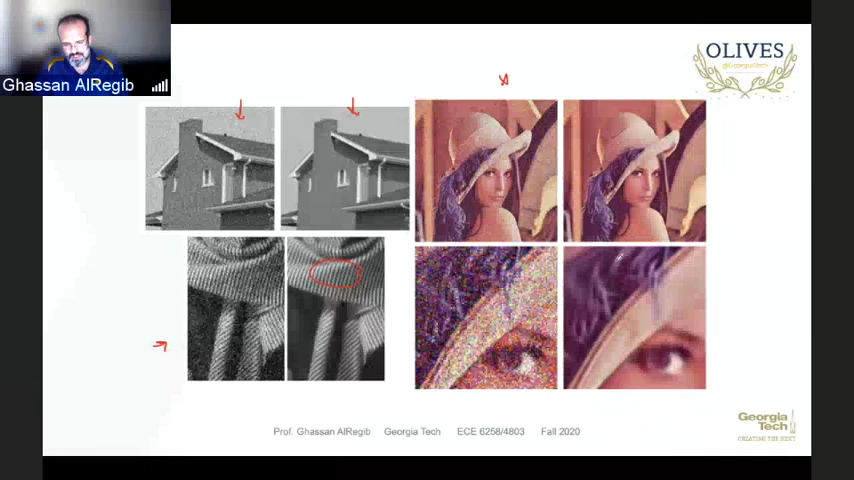 Ghassan AlRegib
OLIVES
@GeorgiaTech
Prof. Ghassan AlRegib Georgia Tech ECE 6258/4803 Fall 2020
Georgia
Tech
CREATING THE NEXT